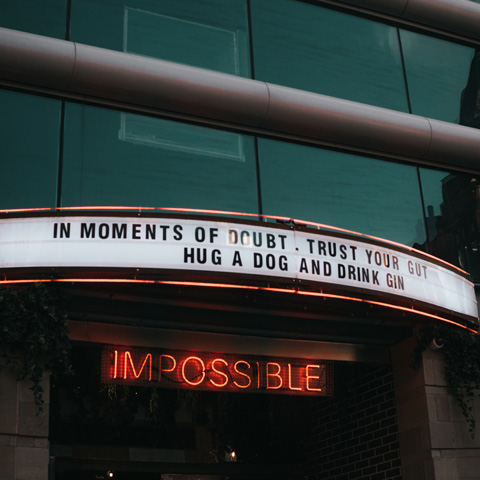 IN MOMENTS OF DOUBT . TRUST YOUR GUT
HUG A DOG AND DRINK GIN
IMPOSSIBLE